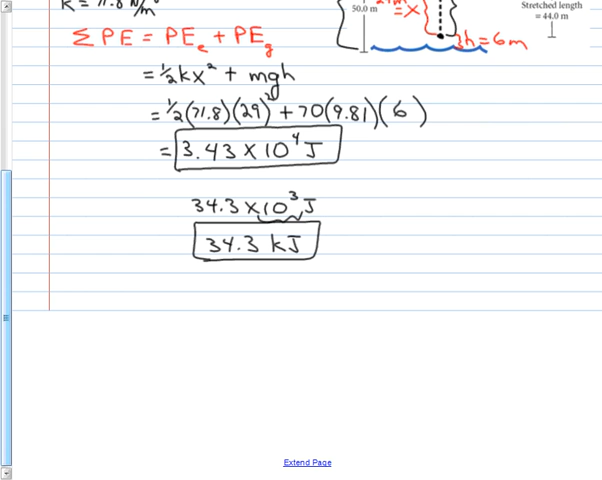 K = 71.8 N/m
50.0 m
= x
h = 6m
Stretched length
= 44.0 m
Σ PE = PEe + PEg
= ½kx² + mgh
= ½(71.8)(29)² + 70(9.81)(6)
= 3.43 x 10⁴ J
34.3 x 10³ J
34.3 kJ
Extend Page